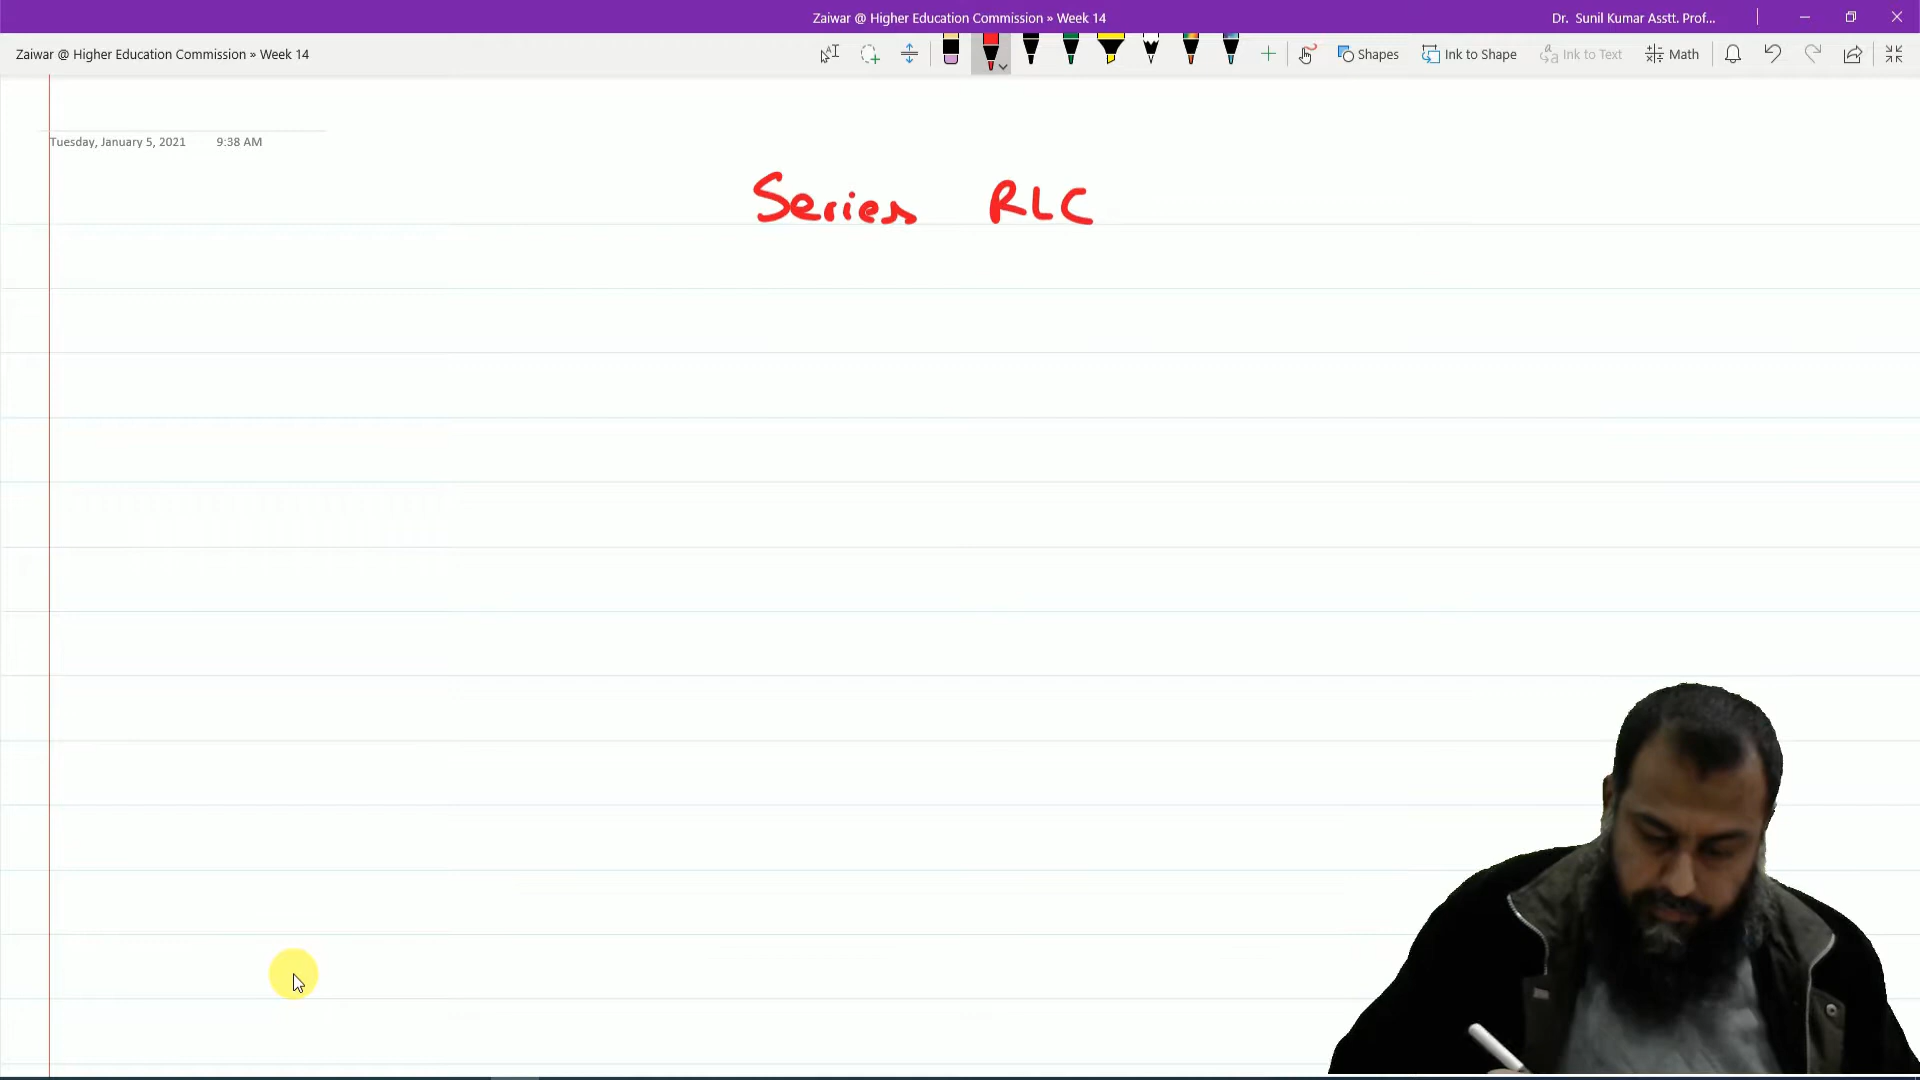 Zaiwar @ Higher Education Commission » Week 14
Dr. Sunil Kumar Asstt. Prof...
Zaiwar @ Higher Education Commission » Week 14
Shapes
Ink to Shape
Ink to Text
Math
Tuesday, January 5, 2021 9:38 AM
Series RLC